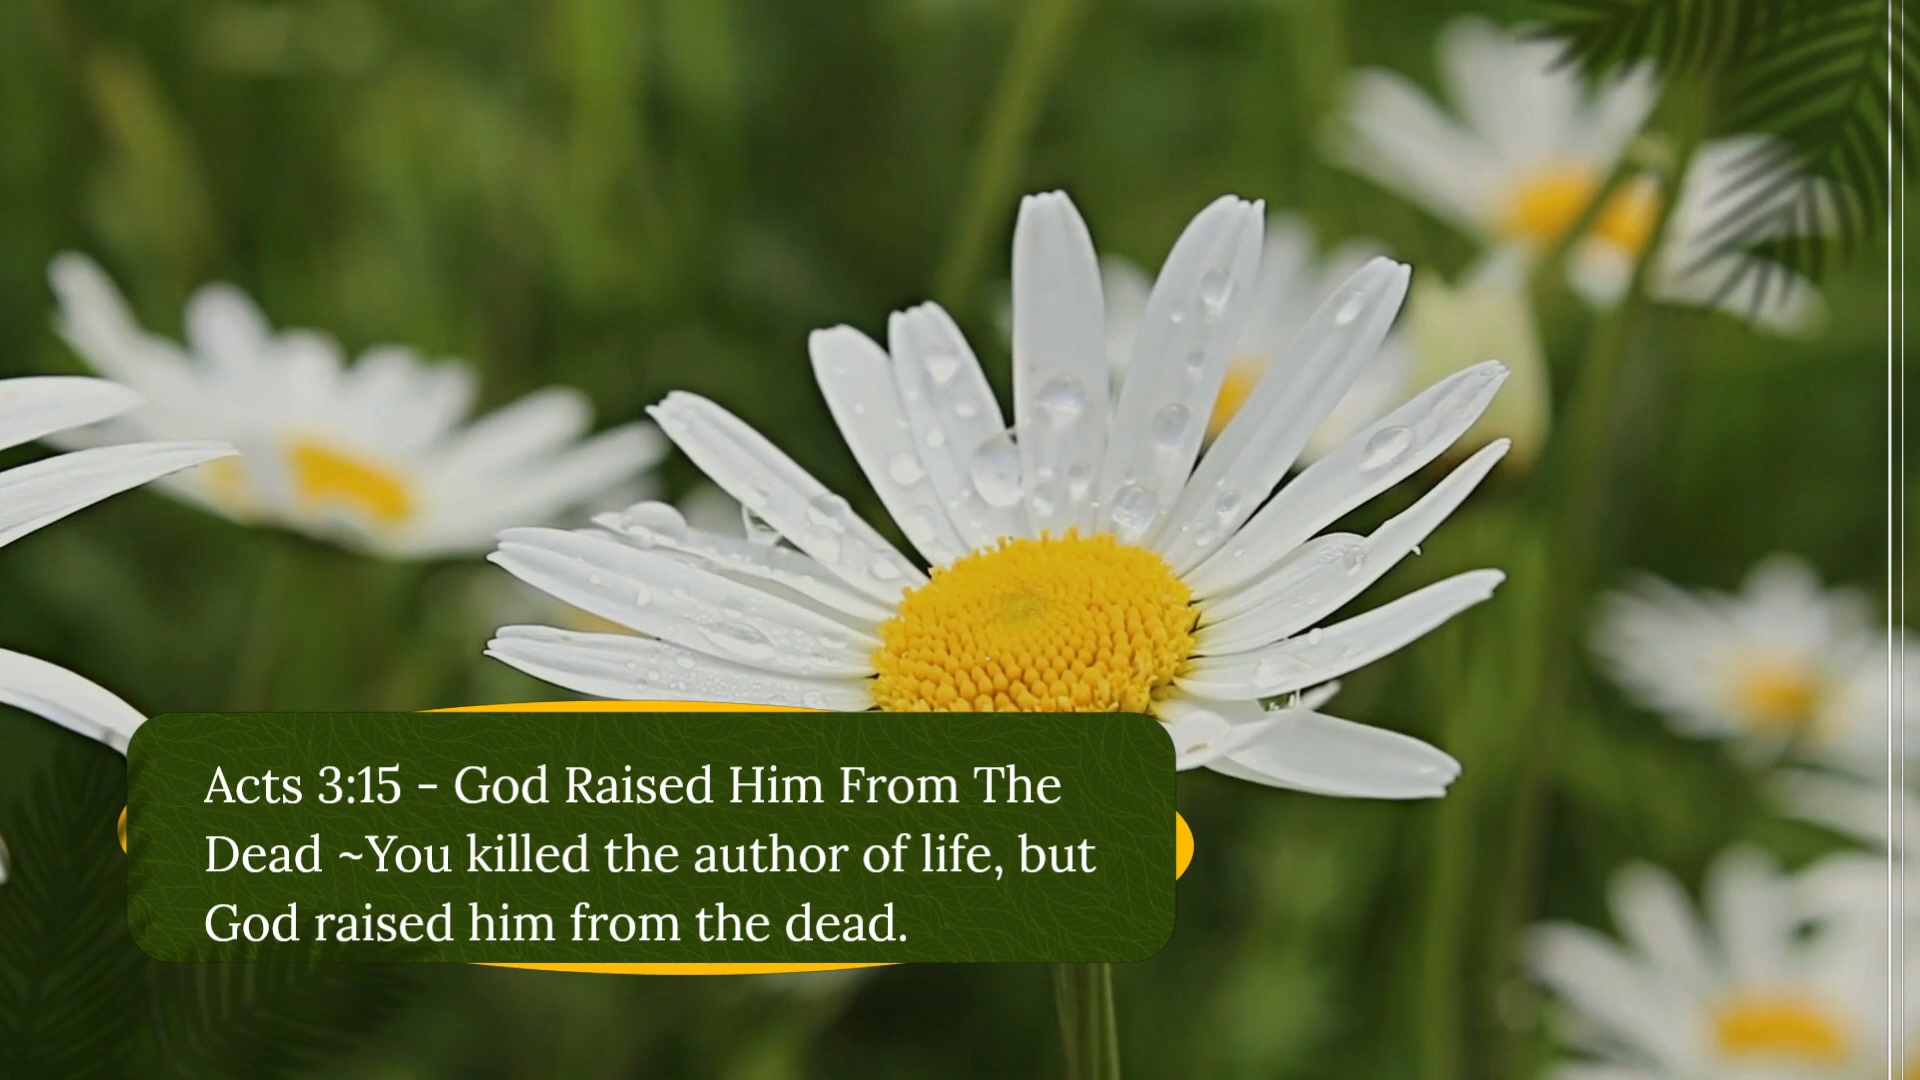 Acts 3:15 - God Raised Him From The
Dead ~You killed the author of life, but
God raised him from the dead.